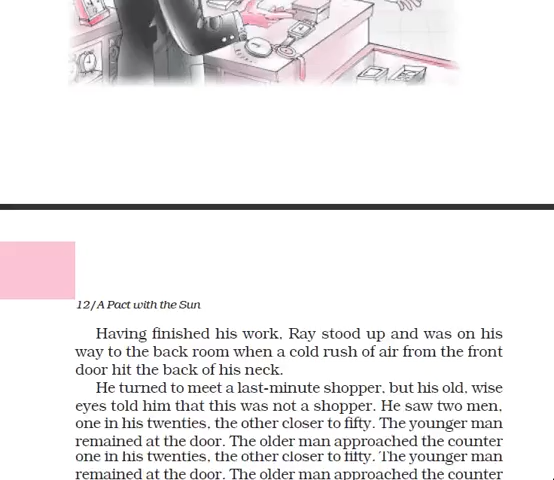 12/A Pact with the Sun
Having finished his work, Ray stood up and was on his
way to the back room when a cold rush of air from the front
door hit the back of his neck.
He turned to meet a last-minute shopper, but his old, wise
eyes told him that this was not a shopper. He saw two men,
one in his twenties, the other closer to fifty. The younger man
remained at the door. The older man approached the counter
one in his twenties, the other closer to fifty. The younger man
remained at the door. The older man approached the counter